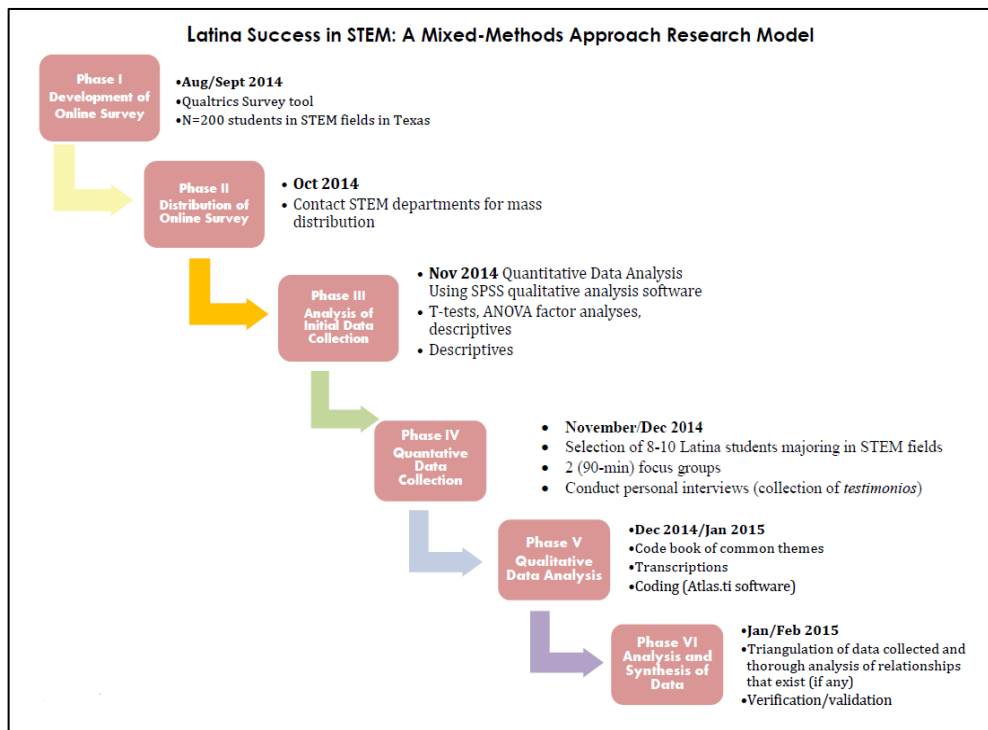 Latina Success in STEM: A Mixed-Methods Approach Research Model
Phase I
Development of
Online Survey
•Aug/Sept 2014
•Qualtrics Survey tool
•N=200 students in STEM fields in Texas
Phase II
Distribution of
Online Survey
• Oct 2014
• Contact STEM departments for mass
distribution
Phase III
Analysis of
Initial Data
Collection
• Nov 2014 Quantitative Data Analysis
Using SPSS qualitative analysis software
• T-tests, ANOVA factor analyses,
descriptives
• Descriptives
Phase IV
Quantative
Data
Collection
• November/Dec 2014
• Selection of 8-10 Latina students majoring in STEM fields
• 2 (90-min) focus groups
• Conduct personal interviews (collection of testimonios)
Phase V
Qualitative
Data Analysis
•Dec 2014/Jan 2015
•Code book of common themes
•Transcriptions
•Coding (Atlas.ti software)
Phase VI
Analysis and
Synthesis of
Data
•Jan/Feb 2015
•Triangulation of data collected and
thorough analysis of relationships
that exist (if any)
•Verification/validation